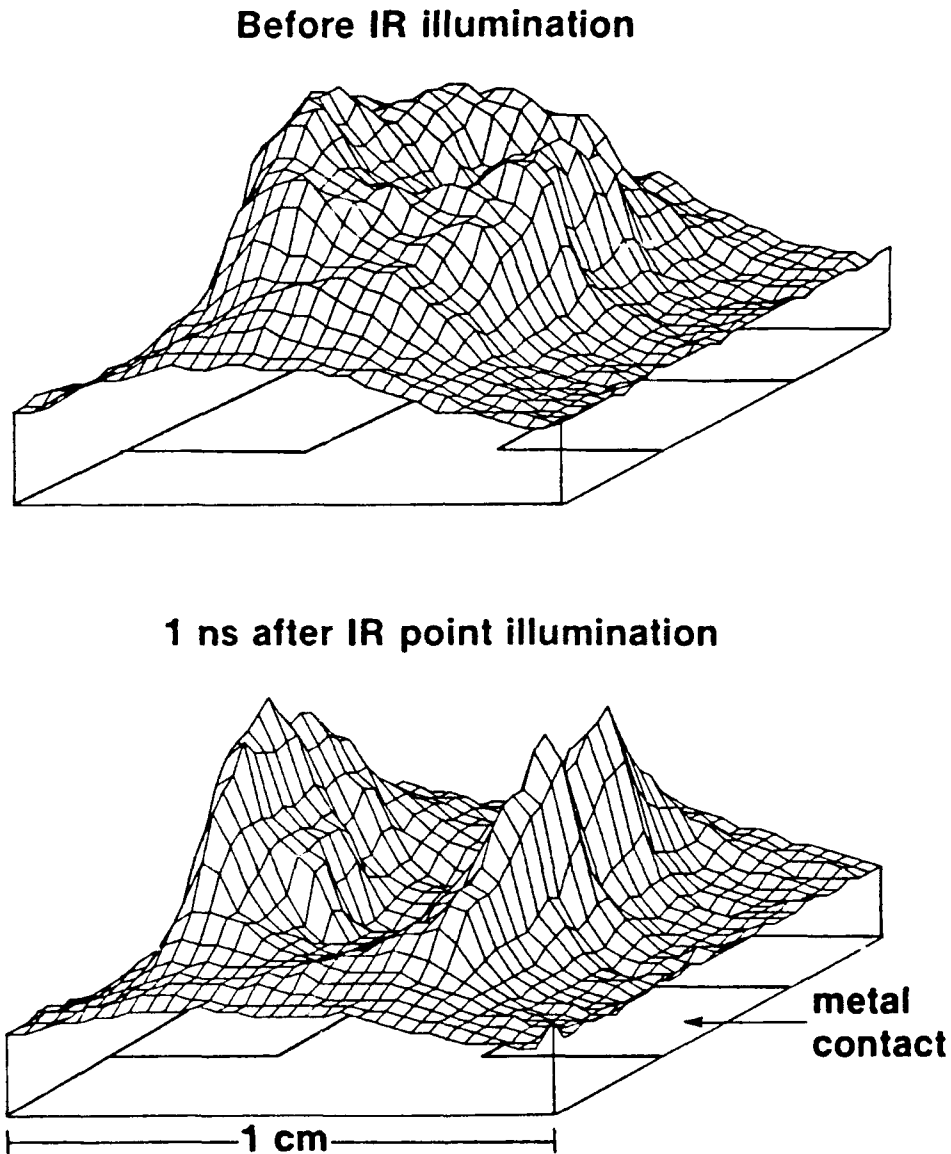 Before IR illumination
1 ns after IR point illumination
metal
contact
1 cm